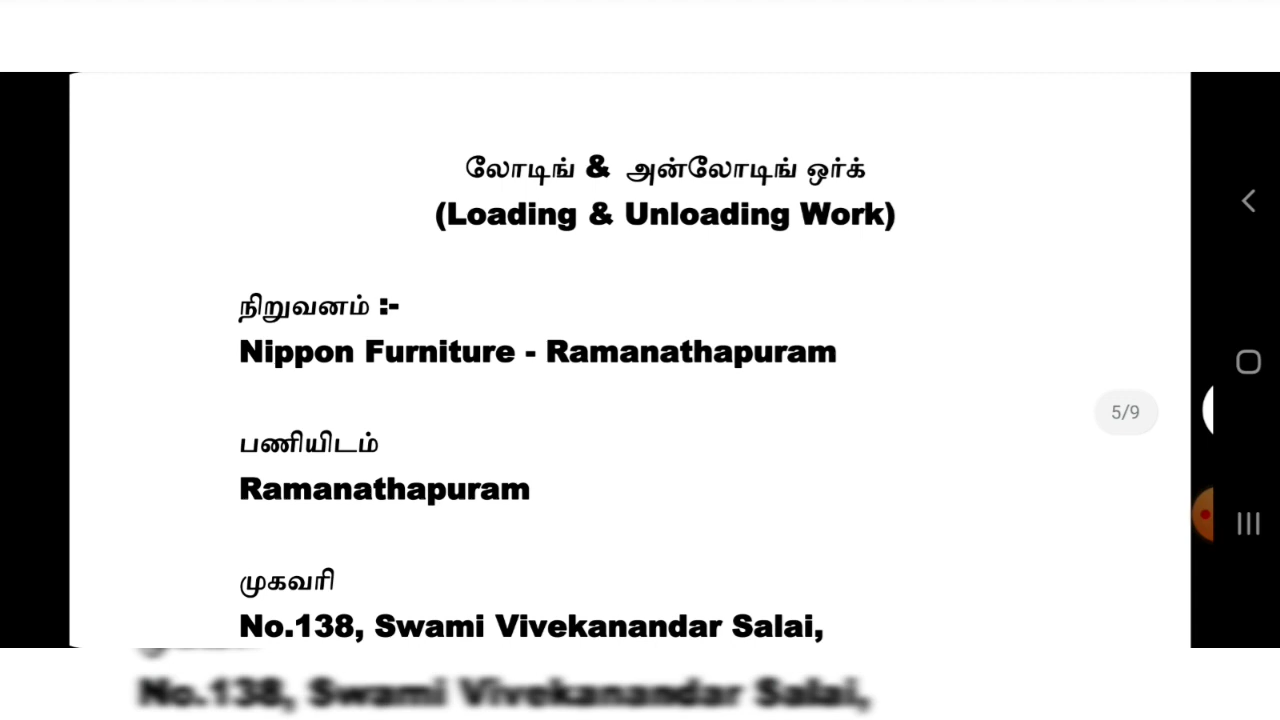 லோடிங் & அன்லோடிங் ஒர்க்
(Loading & Unloading Work)
நிறுவனம் :-
Nippon Furniture - Ramanathapuram
5/9
பணியிடம்
Ramanathapuram
முகவரி
No.138, Swami Vivekanandar Salai,
No.138, Swami Vivekanandar Salai,